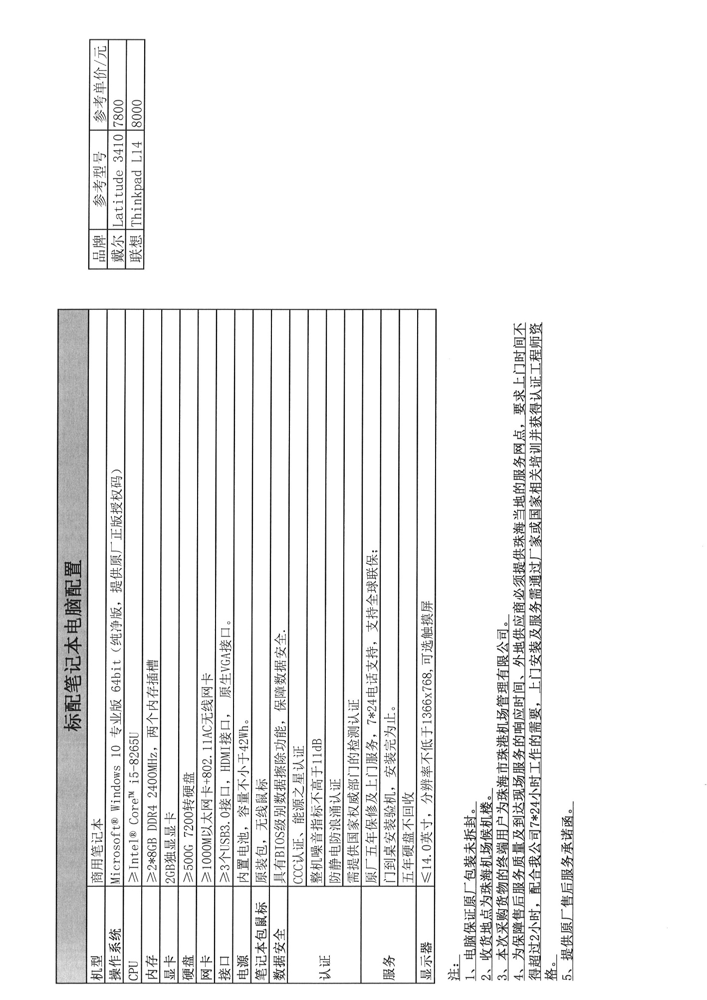 标配笔记本电脑配置
机型 商用笔记本
操作系统 Microsoft® Windows 10 专业版 64bit（纯净版，提供原厂正版授权码）
CPU ≥Intel® Core™ i5-8265U
内存 ≥2*8GB DDR4 2400MHz，两个内存插槽
显卡 2GB独显显卡
硬盘 ≥500G 7200转硬盘
网卡 ≥1000M以太网卡+802.11AC无线网卡
接口 ≥3个USB3.0接口，HDMI接口，原生VGA接口。
电源 内置电池，容量不小于42Wh。
笔记本包鼠标 原装包，无线鼠标
数据安全 具有BIOS级别数据擦除功能，保障数据安全.
认证 CCC认证、能源之星认证
整机噪音指标不高于11dB
防静电防浪涌认证
需提供国家权威部门的检测认证
服务 原厂五年保修及上门服务，7*24电话支持，支持全球联保；
门到桌安装验机，安装完为止。
五年硬盘不回收
显示器 ≤14.0英寸，分辨率不低于1366x768,可选触摸屏
品牌 参考型号 参考单价/元
戴尔 Latitude 3410 7800
联想 Thinkpad L14 8000
注：
1、电脑保证原厂包装未拆封。
2、收货地点为珠海机场候机楼。
3、本次采购货物的终端用户为珠海市珠港机场管理有限公司。
4、为保障售后服务质量及到达现场服务的响应时间、外地供应商必须提供珠海当地的服务网点，要求上门时间不
得超过2小时，配合我公司7*24小时工作的需要，上门安装及服务需通过厂家或国家相关培训并获得认证工程师资
格。
5、提供原厂售后服务承诺函。